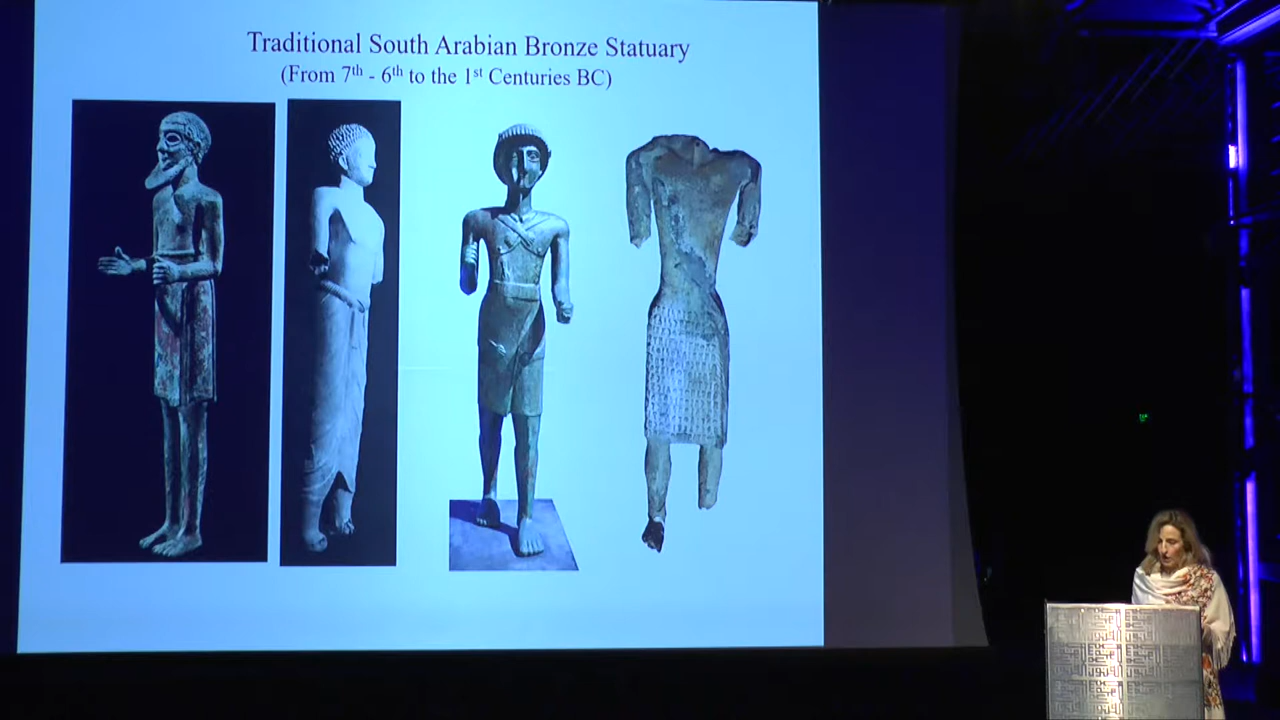 Traditional South Arabian Bronze Statuary
(From 7th - 6th to the 1st Centuries BC)